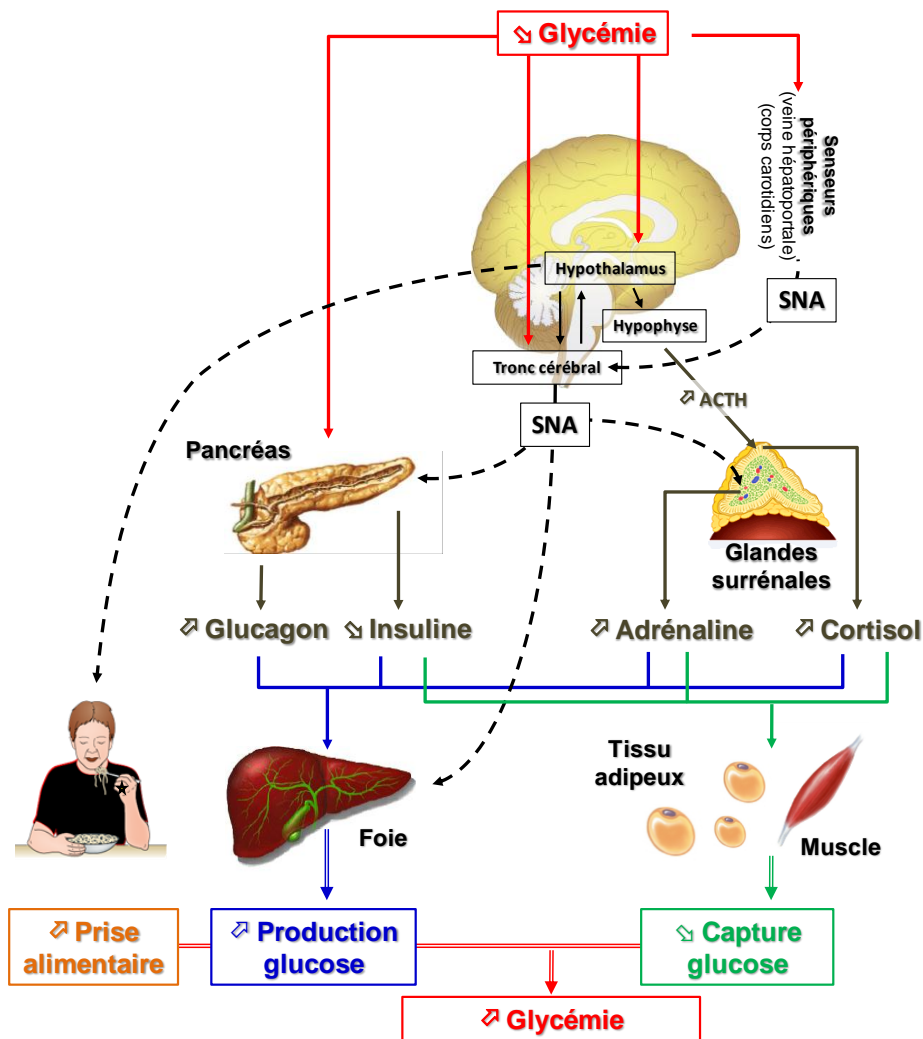 ⇘ Glycémie
Senseurs
périphériques
(veine hépatoportale)
(corps carotidiens)
Hypothalamus
SNA
Hypophyse
Tronc cérébral
⇗ ACTH
SNA
Pancréas
Glandes
surrénales
⇗ Glucagon
⇘ Insuline
⇗ Adrénaline
⇗ Cortisol
Tissu
adipeux
Foie
Muscle
⇗ Prise
alimentaire
⇗ Production
glucose
⇘ Capture
glucose
⇗ Glycémie